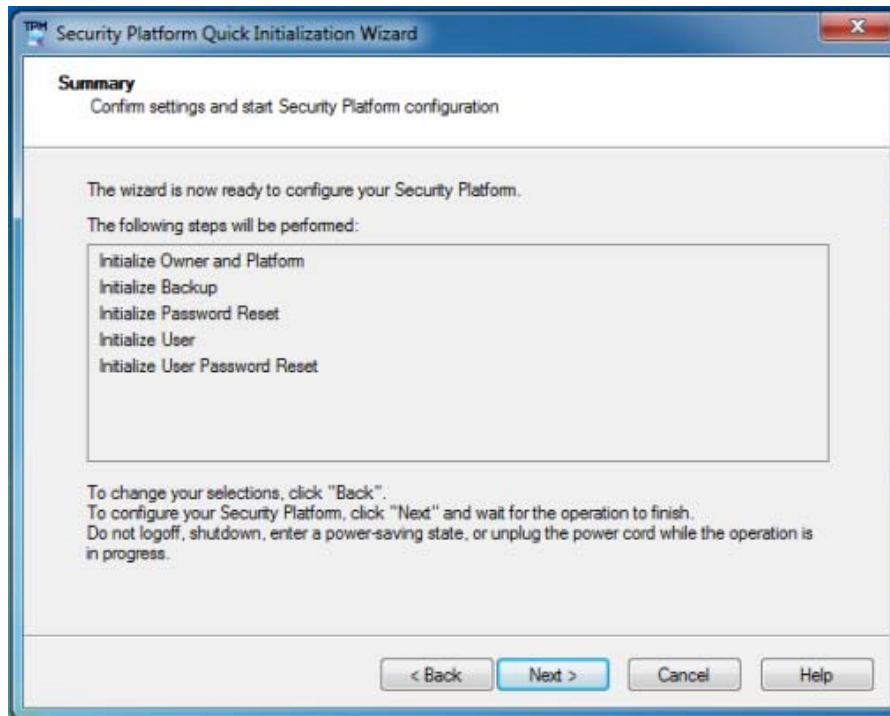 TPM
Security Platform Quick Initialization Wizard
X
Summary
Confirm settings and start Security Platform configuration
The wizard is now ready to configure your Security Platform.
The following steps will be performed:
Initialize Owner and Platform
Initialize Backup
Initialize Password Reset
Initialize User
Initialize User Password Reset
To change your selections, click "Back".
To configure your Security Platform, click "Next" and wait for the operation to finish.
Do not logoff, shutdown, enter a power-saving state, or unplug the power cord while the operation is
in progress.
< Back
Next >
Cancel
Help